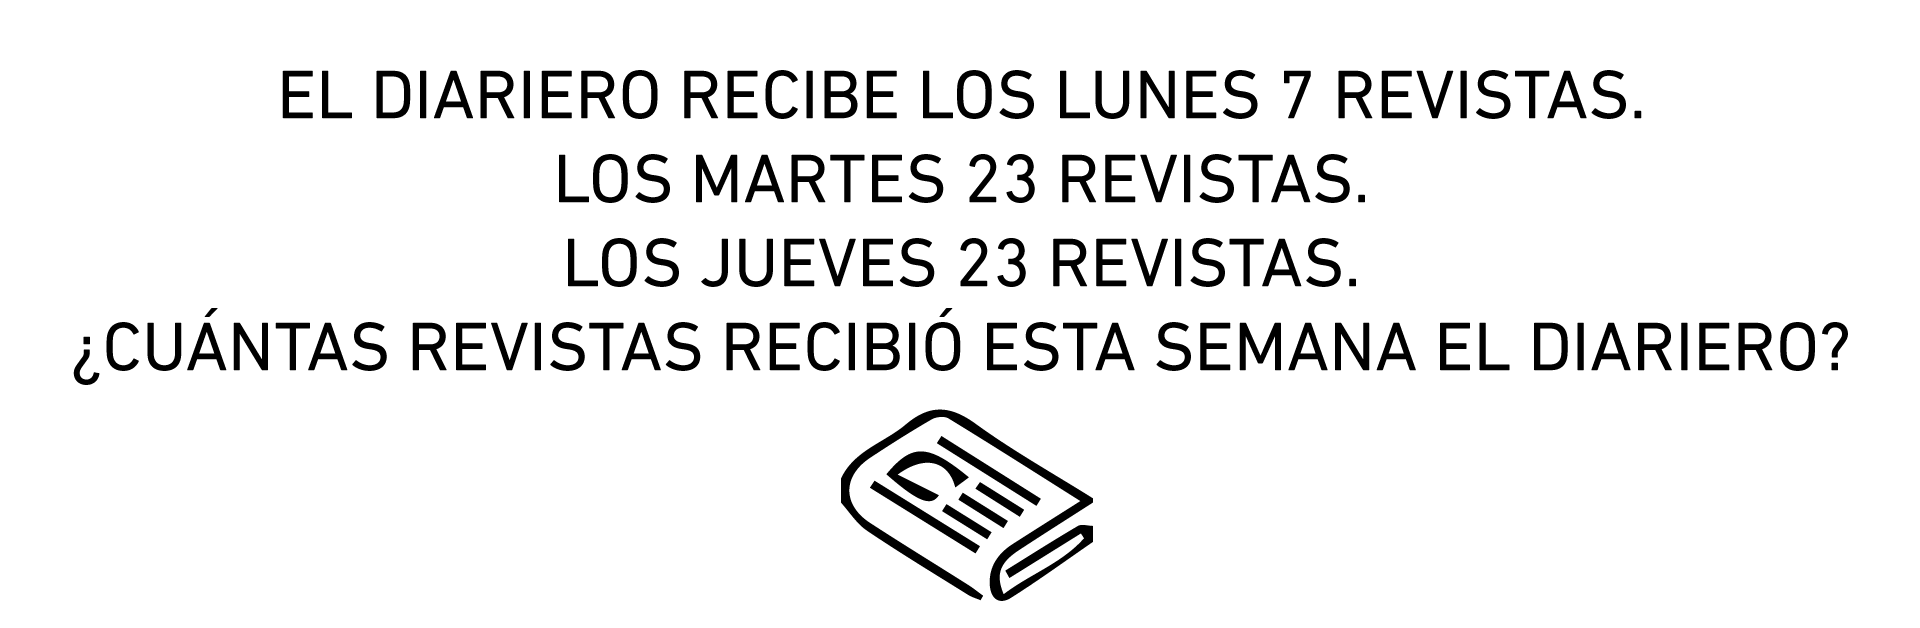 EL DIARIERO RECIBE LOS LUNES 7 REVISTAS.
LOS MARTES 23 REVISTAS.
LOS JUEVES 23 REVISTAS.
¿CUÁNTAS REVISTAS RECIBIÓ ESTA SEMANA EL DIARIERO?